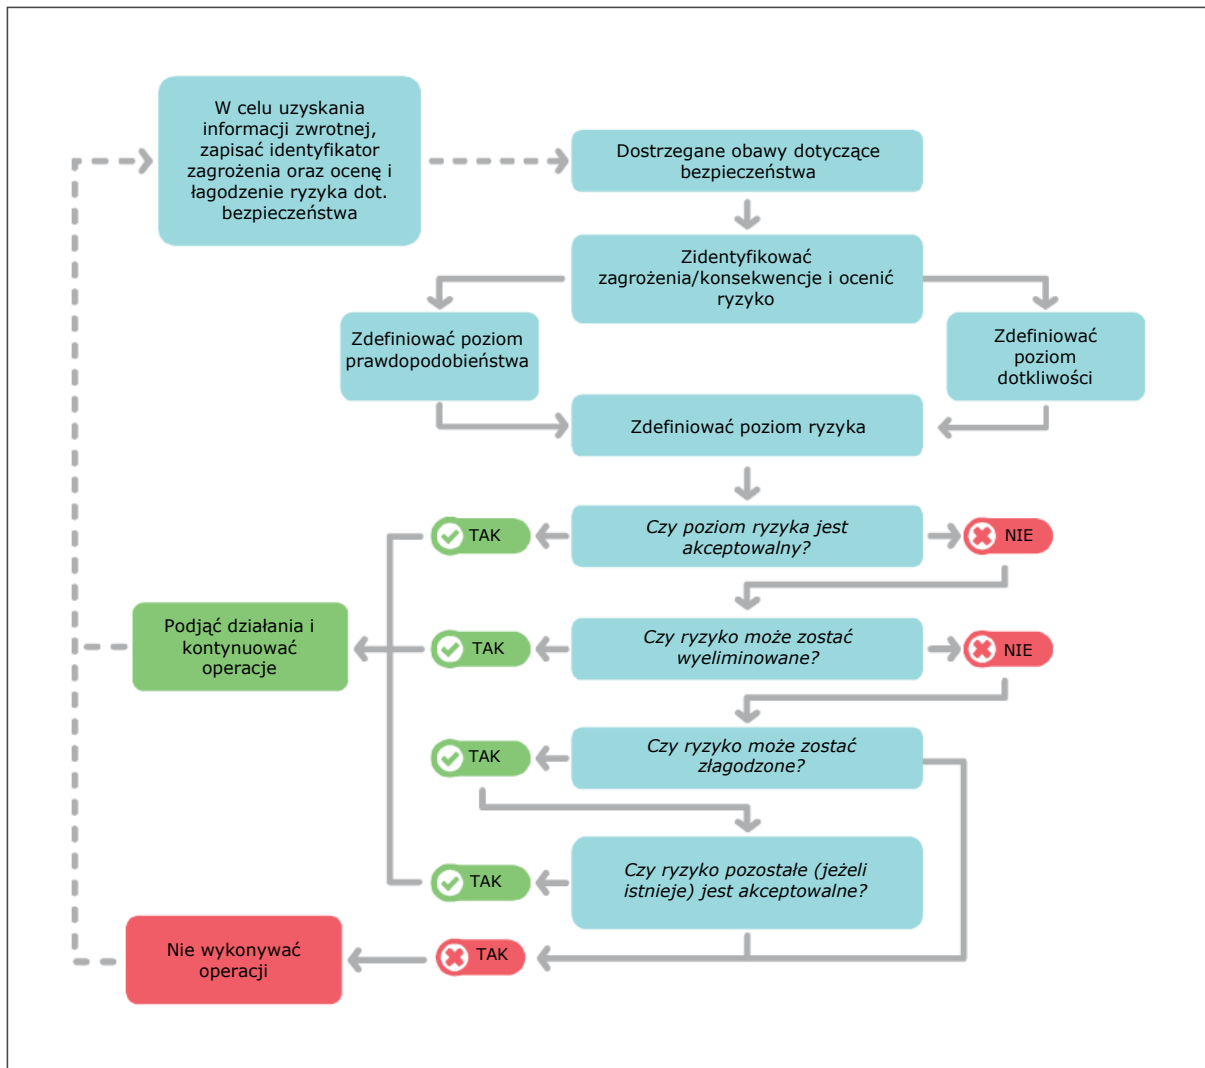 W celu uzyskania
informacji zwrotnej,
zapisać identyfikator
zagrożenia oraz ocenę i
łagodzenie ryzyka dot.
bezpieczeństwa
Dostrzegane obawy dotyczące
bezpieczeństwa
Zidentyfikować
zagrożenia/konsekwencje i ocenić
ryzyko
Zdefiniować poziom
prawdopodobieństwa
Zdefiniować
poziom
dotkliwości
Zdefiniować poziom ryzyka
Czy poziom ryzyka jest
akceptowalny?
TAK
NIE
Podjąć działania i
kontynuować
operacje
Czy ryzyko może zostać
wyeliminowane?
TAK
NIE
Czy ryzyko może zostać
złagodzone?
TAK
Czy ryzyko pozostałe (jeżeli
istnieje) jest akceptowalne?
TAK
Nie wykonywać
operacji
TAK